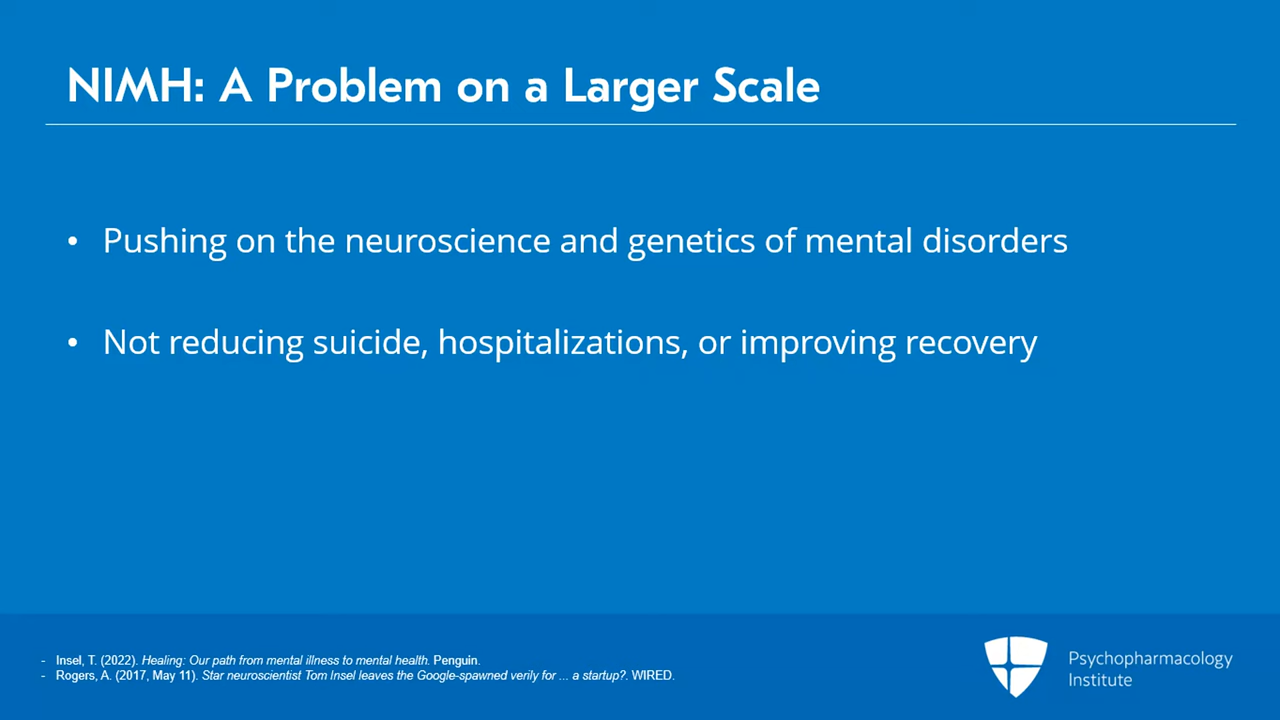 NIMH: A Problem on a Larger Scale
• Pushing on the neuroscience and genetics of mental disorders
• Not reducing suicide, hospitalizations, or improving recovery
- Insel, T. (2022). Healing: Our path from mental illness to mental health. Penguin.
- Rogers, A. (2017, May 11). Star neuroscientist Tom Insel leaves the Google-spawned verily for ... a startup?. WIRED.
Psychopharmacology
Institute